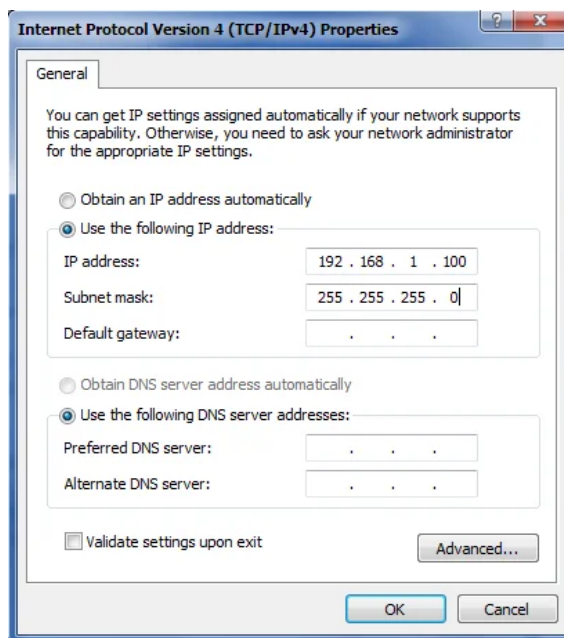 Internet Protocol Version 4 (TCP/IPv4) Properties
General
You can get IP settings assigned automatically if your network supports
this capability. Otherwise, you need to ask your network administrator
for the appropriate IP settings.
Obtain an IP address automatically
Use the following IP address:
IP address: 192 . 168 . 1 . 100
Subnet mask: 255 . 255 . 255 . 0
Default gateway: . . .
Obtain DNS server address automatically
Use the following DNS server addresses:
Preferred DNS server: . . .
Alternate DNS server: . . .
Validate settings upon exit
Advanced...
OK Cancel